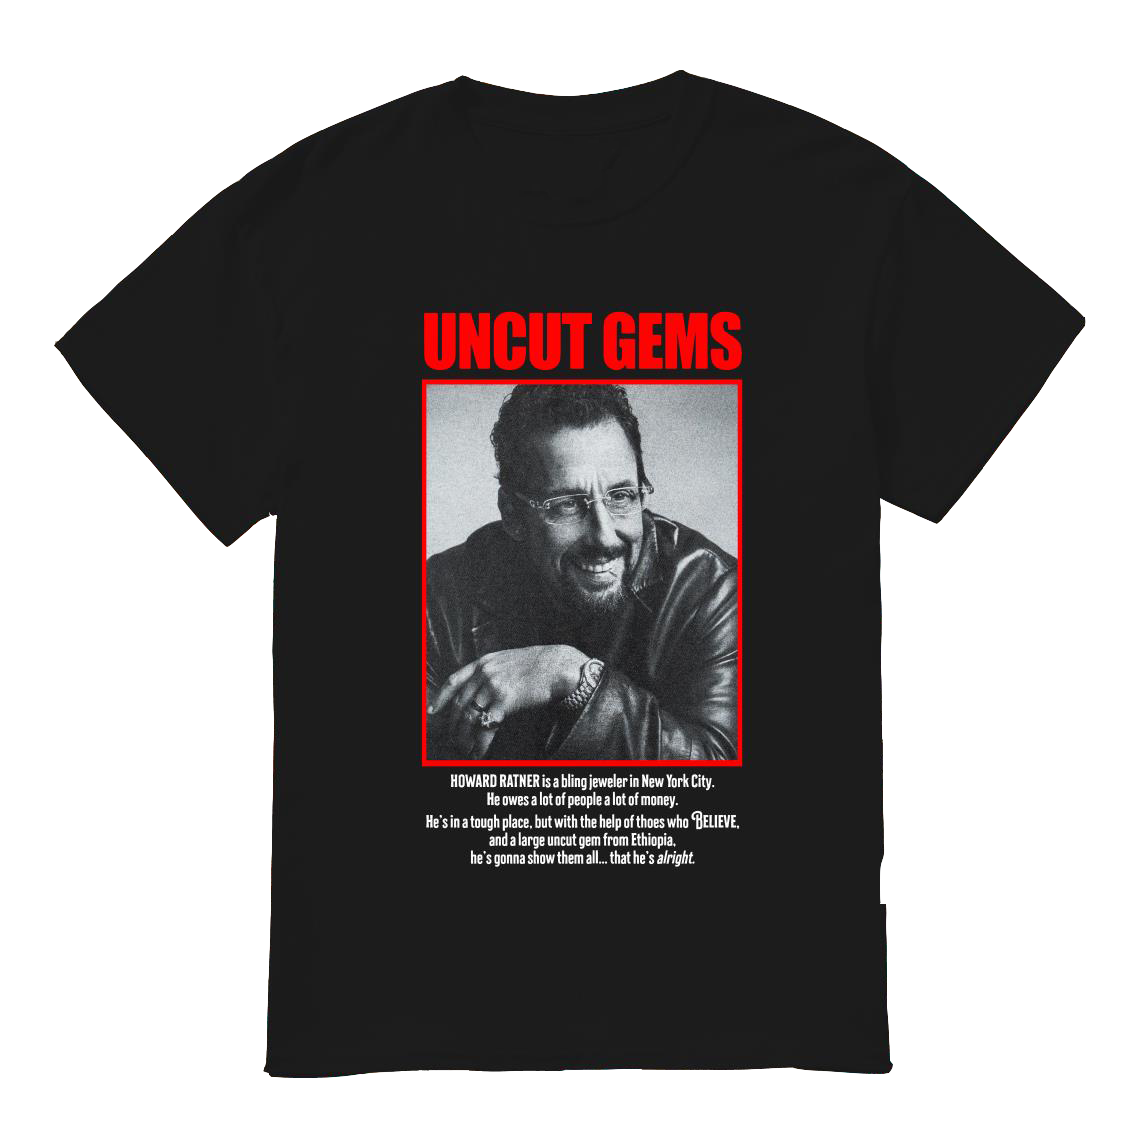 UNCUT GEMS
HOWARD RATNER is a bling jeweler in New York City.
He owes a lot of people a lot of money.
He's in a tough place, but with the help of thoes who BELIEVE,
and a large uncut gem from Ethiopia,
he's gonna show them all... that he's alright.